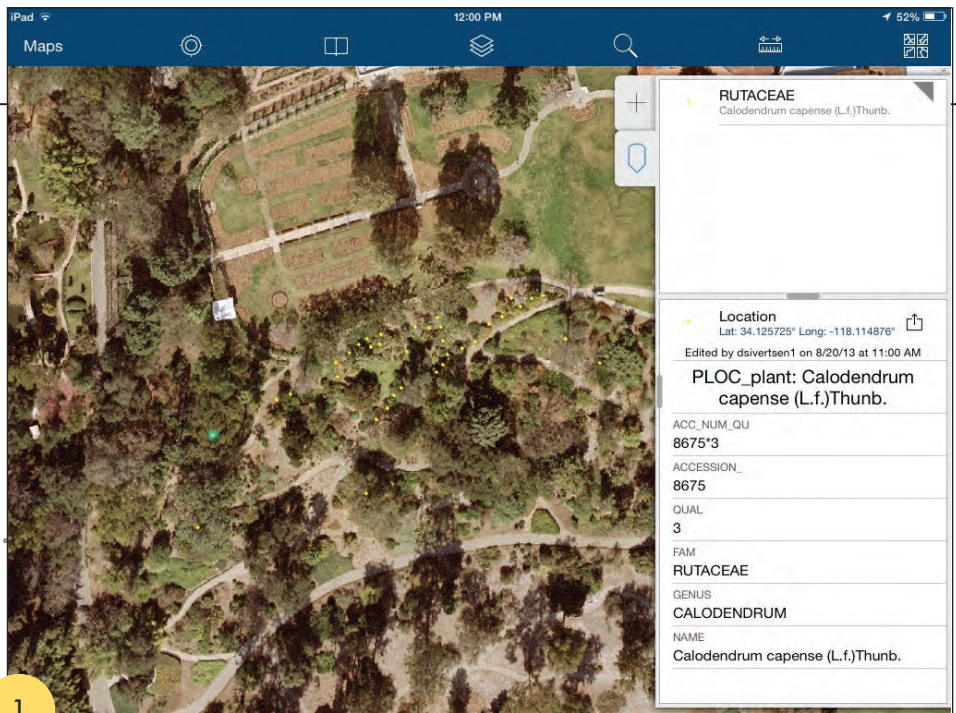 iPad 12:00 PM 52%
Maps
RUTACEAE
Calodendrum capense (L.f.)Thunb.
Location
Lat: 34.125725° Long: -118.114876°
Edited by dsivertsen1 on 8/20/13 at 11:00 AM
PLOC_plant: Calodendrum
capense (L.f.)Thunb.
ACC_NUM_QU
8675*3
ACCESSION_
8675
QUAL
3
FAM
RUTACEAE
GENUS
CALODENDRUM
NAME
Calodendrum capense (L.f.)Thunb.
1